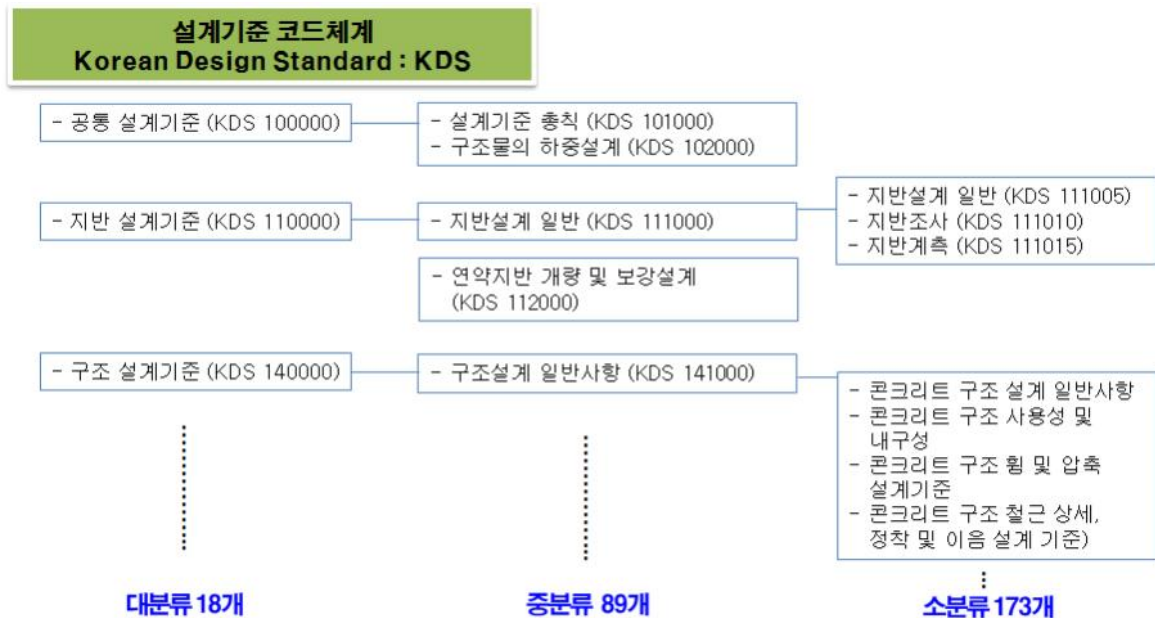 설계기준 코드체계
Korean Design Standard : KDS
- 공통 설계기준 (KDS 100000)
- 설계기준 총칙 (KDS 101000)
- 구조물의 하중설계 (KDS 102000)
- 지반 설계기준 (KDS 110000)
- 지반설계 일반 (KDS 111000)
- 지반설계 일반 (KDS 111005)
- 지반조사 (KDS 111010)
- 지반계측 (KDS 111015)
- 연약지반 개량 및 보강설계
(KDS 112000)
- 구조 설계기준 (KDS 140000)
- 구조설계 일반사항 (KDS 141000)
- 콘크리트 구조 설계 일반사항
- 콘크리트 구조 사용성 및
내구성
- 콘크리트 구조 휨 및 압축
설계기준
- 콘크리트 구조 철근 상세,
정착 및 이음 설계 기준)
대분류 18개
중분류 89개
소분류 173개